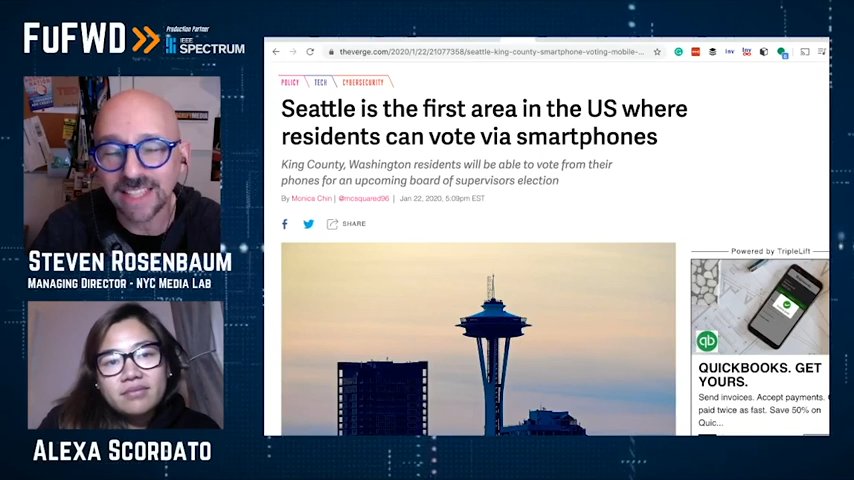 FUFWD
Production Partner
IEEE
SPECTRUM
theverge.com/2020/1/22/21077358/seattle-king-county-smartphone-voting-mobile-...
POLICY \ TECH \ CYBERSECURITY
Seattle is the first area in the US where
residents can vote via smartphones
King County, Washington residents will be able to vote from their
phones for an upcoming board of supervisors election
By Monica Chin | @mcsquared96 | Jan 22, 2020, 5:09pm EST
SHARE
STEVEN ROSENBAUM
MANAGING DIRECTOR - NYC MEDIA LAB
ALEXA SCORDATO
Powered by TripleLift
qb
QUICKBOOKS. GET
YOURS.
Send invoices. Accept payments.
paid twice as fast. Save 50% on
Quic...